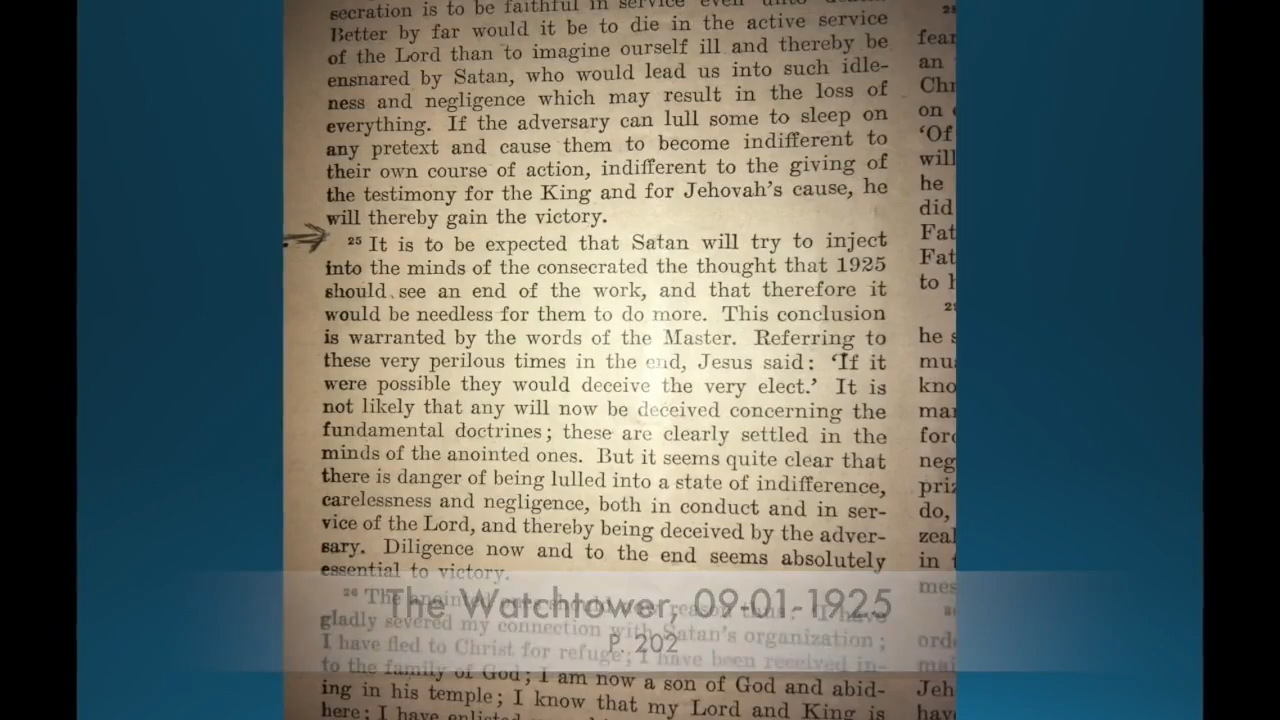 secration is to be faithful in service even unto death.
Better by far would it be to die in the active service
of the Lord than to imagine ourself ill and thereby be
ensnared by Satan, who would lead us into such idle-
ness and negligence which may result in the loss of
everything. If the adversary can lull some to sleep on
any pretext and cause them to become indifferent to
their own course of action, indifferent to the giving of
the testimony for the King and for Jehovah's cause, he
will thereby gain the victory.
25 It is to be expected that Satan will try to inject
into the minds of the consecrated the thought that 1925
should see an end of the work, and that therefore it
would be needless for them to do more. This conclusion
is warranted by the words of the Master. Referring to
these very perilous times in the end, Jesus said: 'If it
were possible they would deceive the very elect.' It is
not likely that any will now be deceived concerning the
fundamental doctrines; these are clearly settled in the
minds of the anointed ones. But it seems quite clear that
there is danger of being lulled into a state of indifference,
carelessness and negligence, both in conduct and in ser-
vice of the Lord, and thereby being deceived by the adver-
sary. Diligence now and to the end seems absolutely
essential to victory.
26 The
gladly severed my connection with Satan's organization;
I have fled to Christ for refuge; I have been received in-
to the family of God; I am now a son of God and abid-
ing in his temple; I know that my Lord and King is
here; I have enlisted
fear
an
Chr
on
'Of
will
he
did
Fat
Fat
to
he s
mus
kno
man
forc
neg
priz
do,
zeal
in
mes
orde
mai
Jeh
hav
The Watchtower, 09-01-1925
P. 202